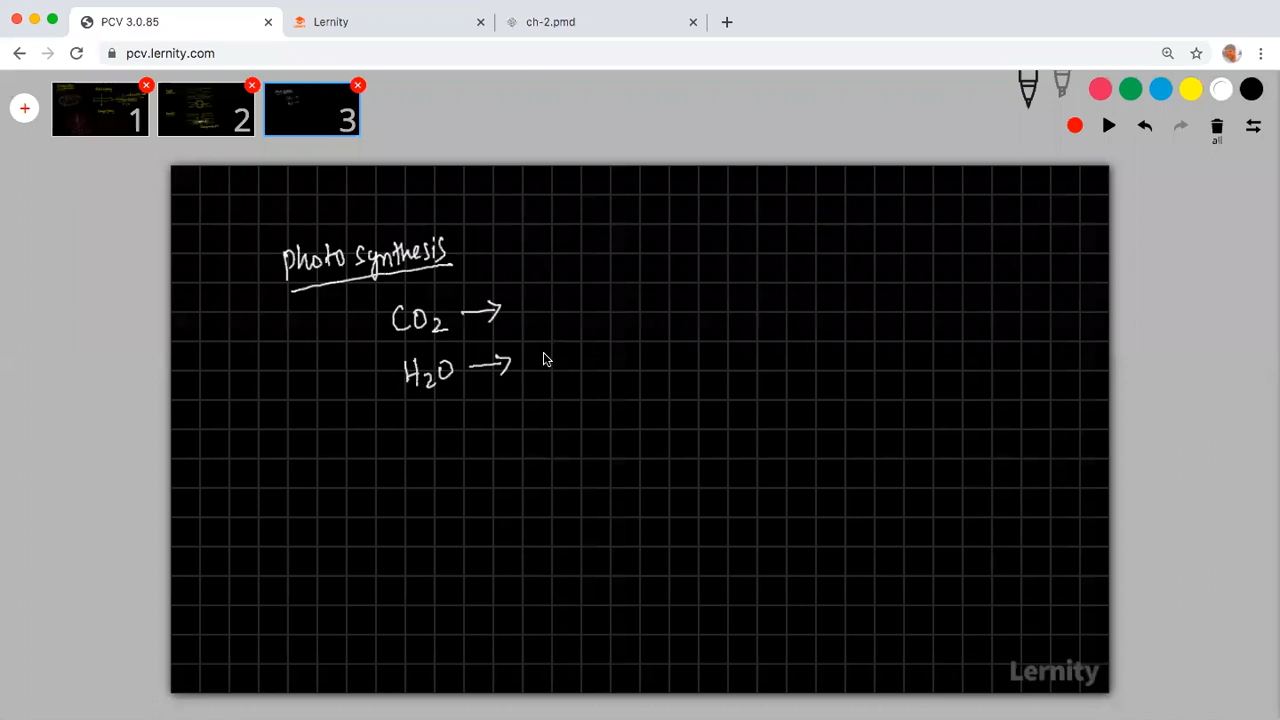 PCV 3.0.85
Lernity
ch-2.pmd
pcv.lernity.com
1
2
3
all
photo synthesis
CO2 →
H2O →
Lernity